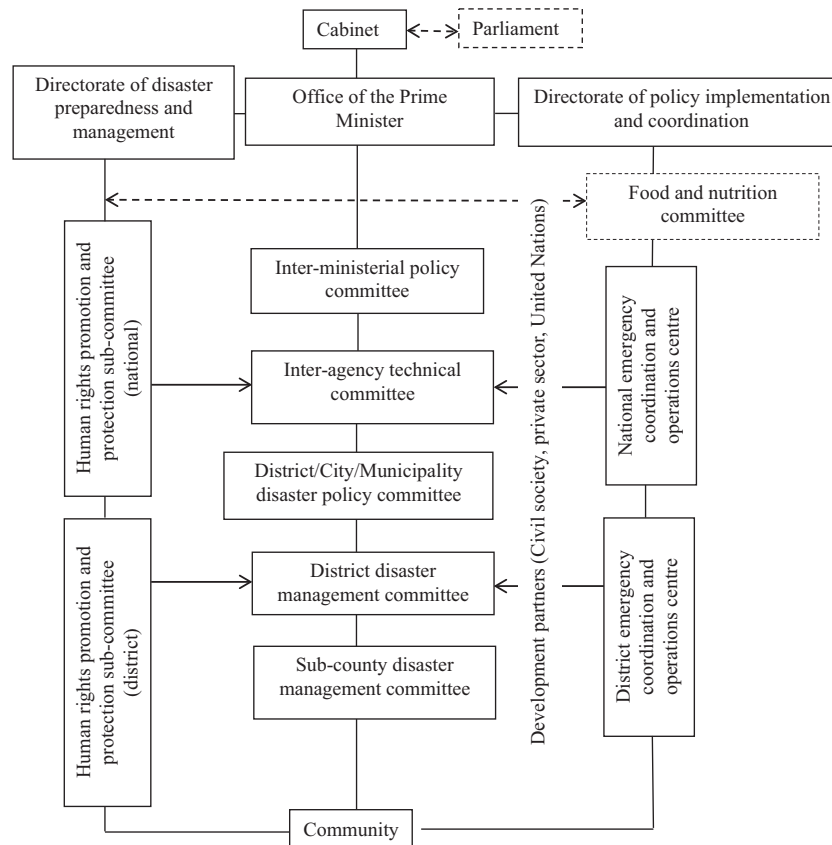 Cabinet
Parliament
Directorate of disaster
preparedness and
management
Office of the Prime
Minister
Directorate of policy implementation
and coordination
Food and nutrition
committee
Human rights promotion and
protection sub-committee
(national)
Inter-ministerial policy
committee
Inter-agency technical
committee
District/City/Municipality
disaster policy committee
Development partners (Civil society, private sector, United Nations)
National emergency
coordination and
operations centre
Human rights promotion and
protection sub-committee
(district)
District disaster
management committee
Sub-county disaster
management committee
District emergency
coordination and
operations centre
Community